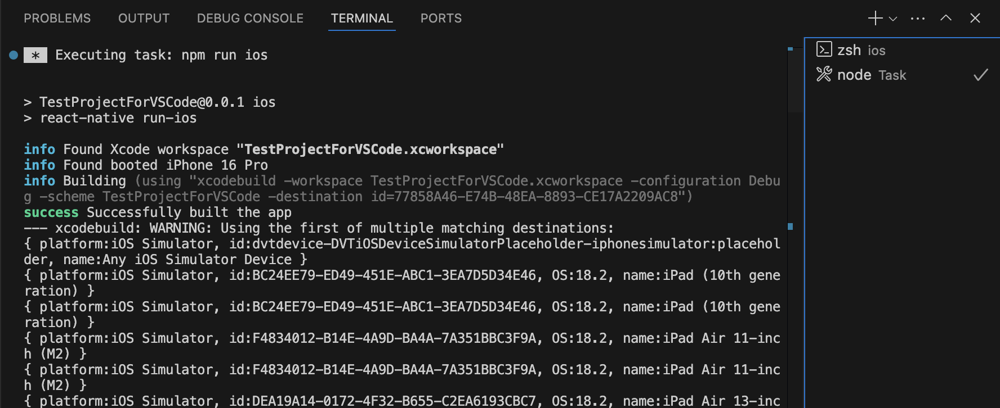 PROBLEMS OUTPUT DEBUG CONSOLE TERMINAL PORTS
* Executing task: npm run ios
> TestProjectForVSCode@0.0.1 ios
> react-native run-ios
info Found Xcode workspace "TestProjectForVSCode.xcworkspace"
info Found booted iPhone 16 Pro
info Building (using "xcodebuild -workspace TestProjectForVSCode.xcworkspace -configuration Debu
g -scheme TestProjectForVSCode -destination id=77858A46-E74B-48EA-8893-CE17A2209AC8")
success Successfully built the app
--- xcodebuild: WARNING: Using the first of multiple matching destinations:
{ platform:iOS Simulator, id:dvtdevice-DVTiOSDeviceSimulatorPlaceholder-iphonesimulator:placehol
der, name:Any iOS Simulator Device }
{ platform:iOS Simulator, id:BC24EE79-ED49-451E-ABC1-3EA7D5D34E46, OS:18.2, name:iPad (10th gene
ration) }
{ platform:iOS Simulator, id:BC24EE79-ED49-451E-ABC1-3EA7D5D34E46, OS:18.2, name:iPad (10th gene
ration) }
{ platform:iOS Simulator, id:F4834012-B14E-4A9D-BA4A-7A351BBC3F9A, OS:18.2, name:iPad Air 11-inc
h (M2) }
{ platform:iOS Simulator, id:F4834012-B14E-4A9D-BA4A-7A351BBC3F9A, OS:18.2, name:iPad Air 11-inc
h (M2) }
{ platform:iOS Simulator, id:DEA19A14-0172-4F32-B655-C2EA6193CBC7, OS:18.2, name:iPad Air 13-inc
zsh ios
node Task